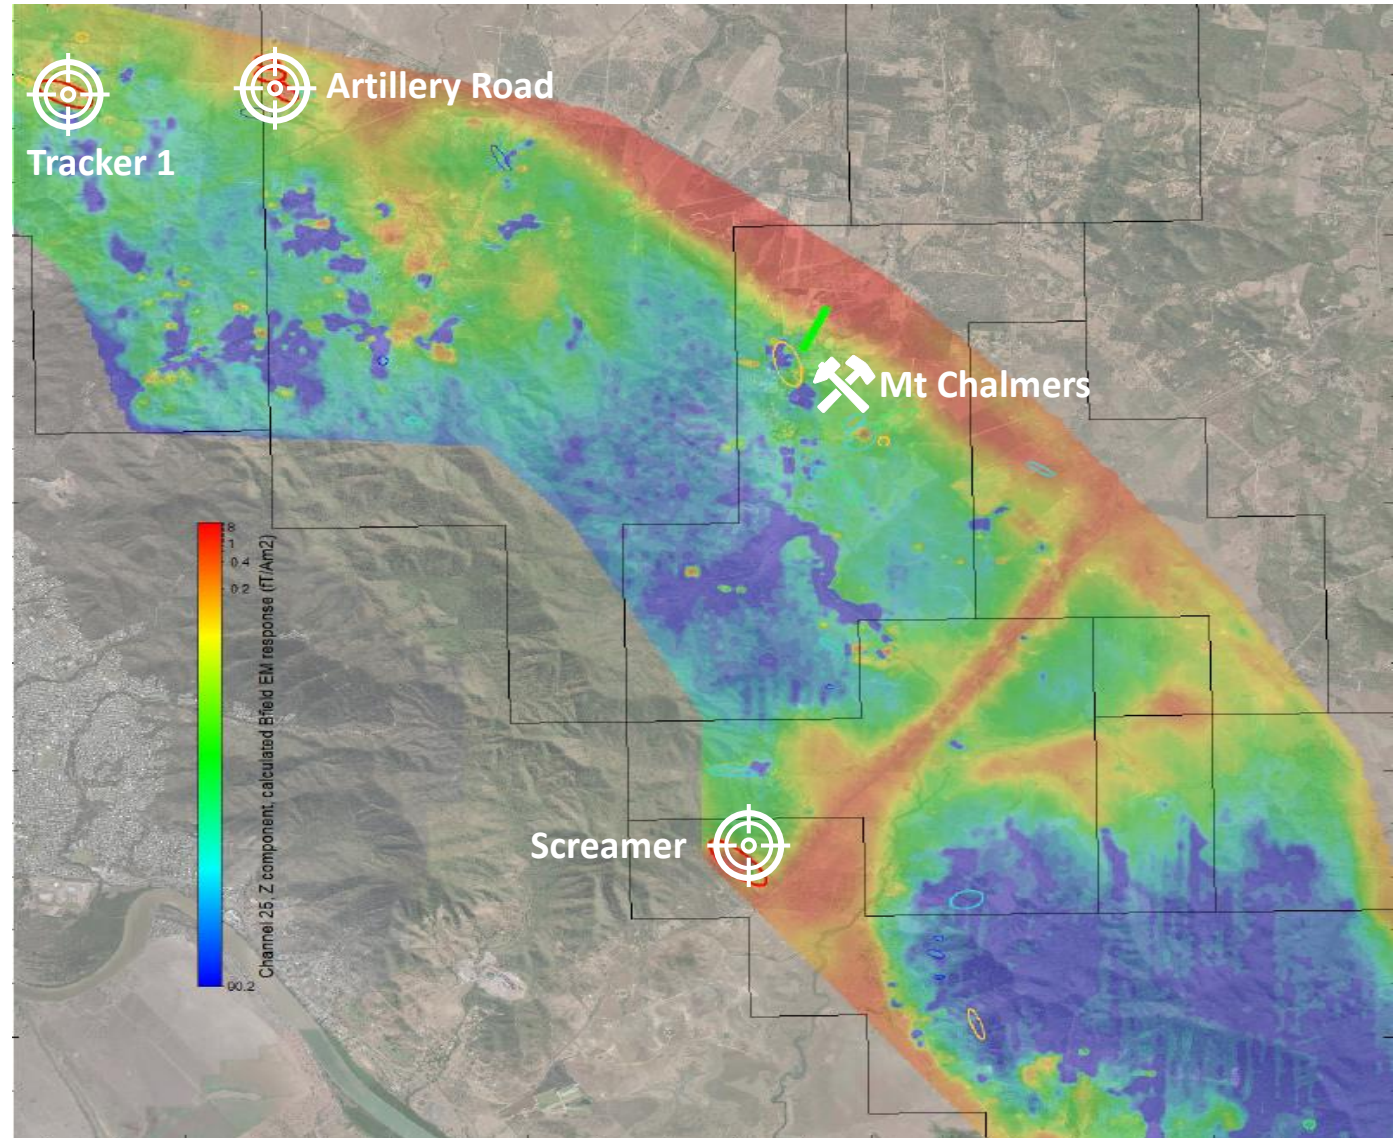 Artillery Road
Tracker 1
Mt Chalmers
8
1
0.4
0.2
Channel 25, Z component, calculated Bfield EM response (fT/Am2)
90.2
Screamer